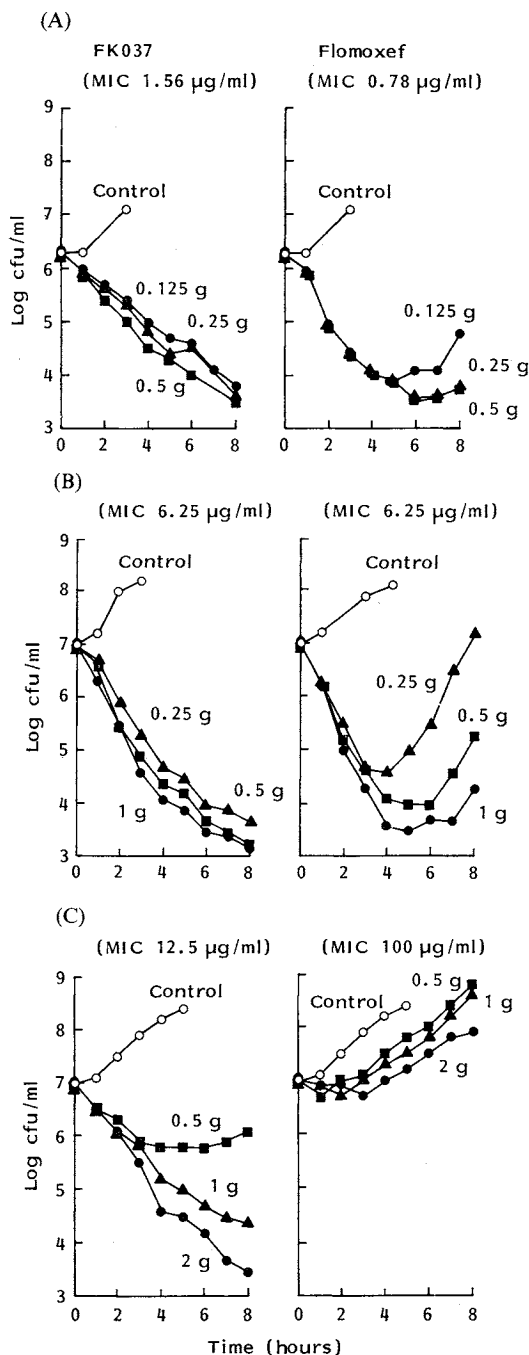 (A)
FK037
(MIC 1.56 µg/ml)
Flomoxef
(MIC 0.78 µg/ml)
9
8
7
6
5
4
3
Log cfu/ml
Control
0.125 g
0.25 g
0.5 g
0 2 4 6 8
Control
0.125 g
0.25 g
0.5 g
0 2 4 6 8
(B)
(MIC 6.25 µg/ml)
(MIC 6.25 µg/ml)
9
8
7
6
5
4
3
Log cfu/ml
Control
0.25 g
0.5 g
1 g
0 2 4 6 8
Control
0.25 g
0.5 g
1 g
0 2 4 6 8
(C)
(MIC 12.5 µg/ml)
(MIC 100 µg/ml)
9
8
7
6
5
4
3
Log cfu/ml
Control
0.5 g
1 g
2 g
0 2 4 6 8
Control
0.5 g
1 g
2 g
0 2 4 6 8
Time (hours)